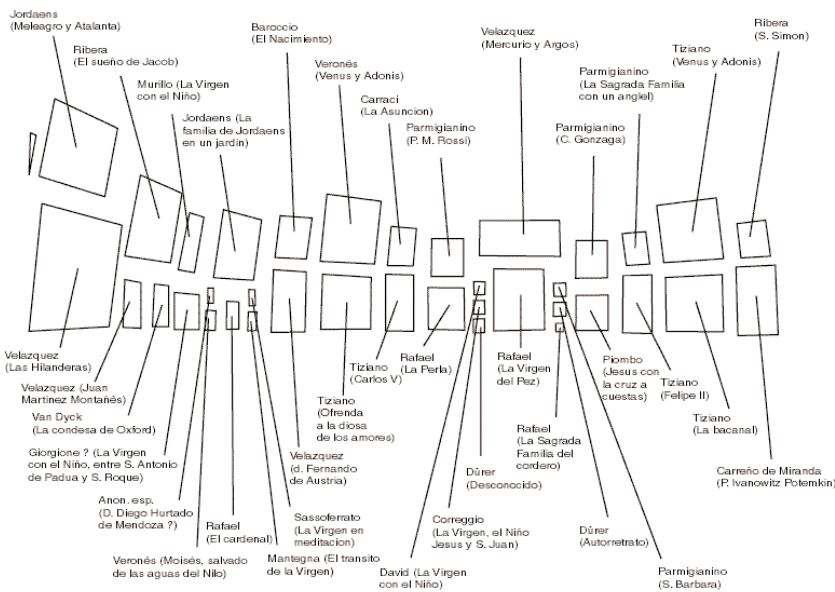 Jordaens
(Meleagro y Atalanta)
Ribera
(El sueño de Jacob)
Murillo (La Virgen
con el Niño)
Jordaens (La
familia de Jordaens
en un jardin)
Baroccio
(El Nacimiento)
Veronés
(Venus y Adonis)
Carraci
(La Asuncion)
Parmigianino
(P. M. Rossi)
Velazquez
(Mercurio y Argos)
Parmigianino
(C. Gonzaga)
Parmigianino
(La Sagrada Familia
con un angiel)
Tiziano
(Venus y Adonis)
Ribera
(S. Simon)
Velazquez
(Las Hilanderas)
Velazquez (Juan
Martinez Montañés)
Van Dyck
(La condesa de Oxford)
Giorgione ? (La Virgen
con el Niño, entre S. Antonio
de Padua y S. Roque)
Anon. esp.
(D. Diego Hurtado
de Mendoza ?)
Veronés (Moisés, salvado
de las aguas del Nilo)
Rafael
(El cardenal)
Mantegna (El transito
de la Virgen)
Sassoferrato
(La Virgen en
meditacion)
Velazquez
(d. Fernando
de Austria)
Tiziano
(Ofrenda
a la diosa
de los amores)
Tiziano
(Carlos V)
Rafael
(La Perla)
David (La Virgen
con el Niño)
Correggio
(La Virgen, el Niño
Jesus y S. Juan)
Dûrer
(Desconocido)
Rafael
(La Virgen
del Pez)
Rafael
(La Sagrada
Familia del
cordero)
Dûrer
(Autorretrato)
Parmigianino
(S. Barbara)
Piombo
(Jesus con
la cruz a
cuestas)
Tiziano
(Felipe II)
Tiziano
(La bacanal)
Carreño de Miranda
(P. Ivanowitz Potemkin)